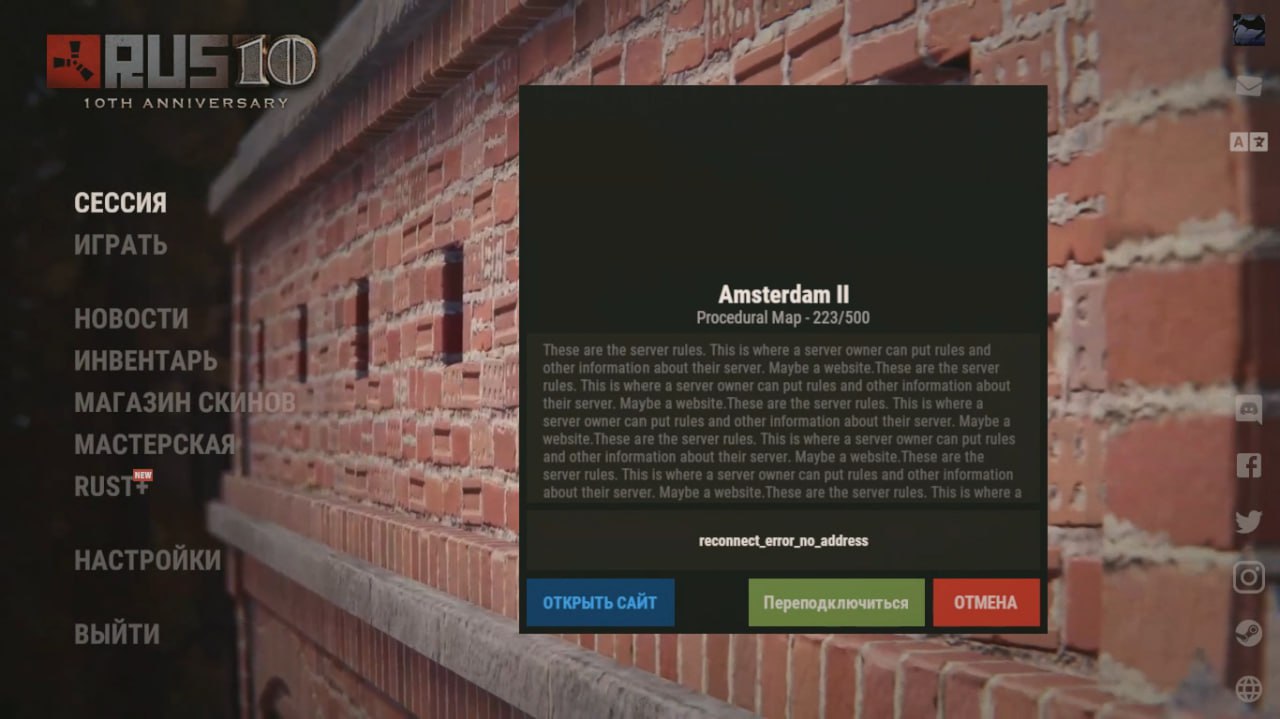 RUS10
10TH ANNIVERSARY
СЕССИЯ
ИГРАТЬ
НОВОСТИ
ИНВЕНТАРЬ
МАГАЗИН СКИНОВ
МАСТЕРСКАЯ
RUST+ NEW
НАСТРОЙКИ
ВЫЙТИ
Amsterdam II
Procedural Map - 223/500
These are the server rules. This is where a server owner can put rules and
other information about their server. Maybe a website.These are the server
rules. This is where a server owner can put rules and other information about
their server. Maybe a website.These are the server rules. This is where a
server owner can put rules and other information about their server. Maybe a
website.These are the server rules. This is where a server owner can put rules
and other information about their server. Maybe a website.These are the
server rules. This is where a server owner can put rules and other information
about their server. Maybe a website.These are the server rules. This is where a
reconnect_error_no_address
ОТКРЫТЬ САЙТ
Переподключиться
ОТМЕНА
A 文